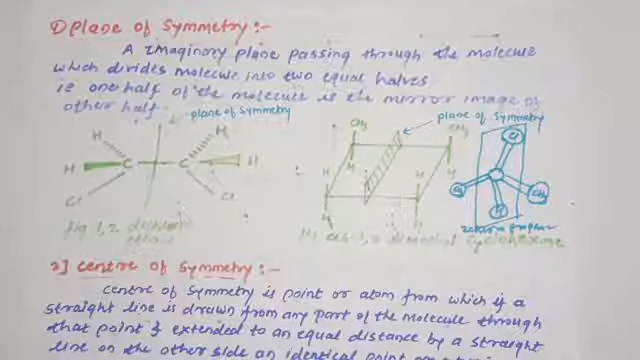 1) Plane of Symmetry :-
A imaginary plane passing through the molecule
which divides molecule into two equal halves
ie one half of the molecule is the mirror image of
other half.
plane of symmetry
H H
H C C H
Cl Cl
Fig 1,2 dichloro
plane of symmetry
CH3 CH3
H H H H
H H H H
cis 1, dimethyl cyclohexane
Cl
Cl CH3
H
2] Centre of Symmetry :-
Centre of Symmetry is point or atom from which if a
straight line is drawn from any part of the molecule through
that point & extended to an equal distance by a straight
line on the other side an identical point